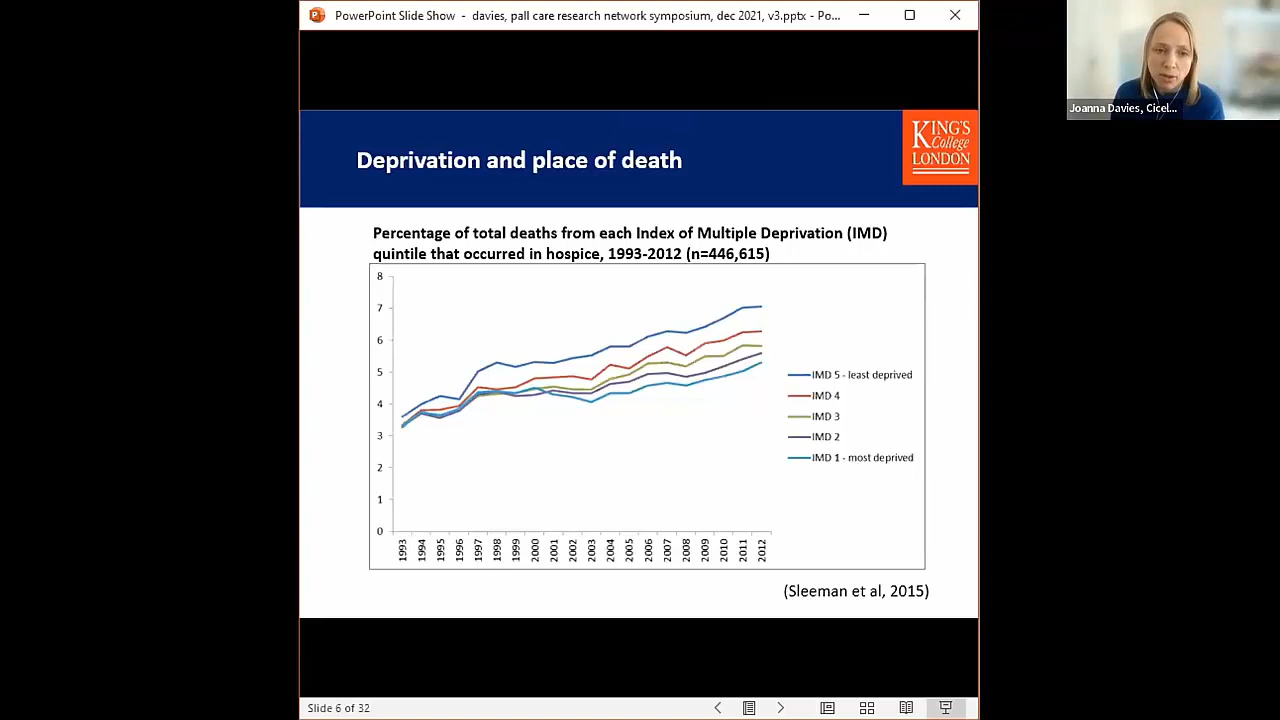 PowerPoint Slide Show - davies, pall care research network symposium, dec 2021, v3.pptx - Po...
Joanna Davies, Cicel...
KING'S
College
LONDON
Deprivation and place of death
Percentage of total deaths from each Index of Multiple Deprivation (IMD)
quintile that occurred in hospice, 1993-2012 (n=446,615)
8
7
6
5
4
3
2
1
0
1993
1994
1995
1996
1997
1998
1999
2000
2001
2002
2003
2004
2005
2006
2007
2008
2009
2010
2011
2012
IMD 5 - least deprived
IMD 4
IMD 3
IMD 2
IMD 1 - most deprived
(Sleeman et al, 2015)
Slide 6 of 32